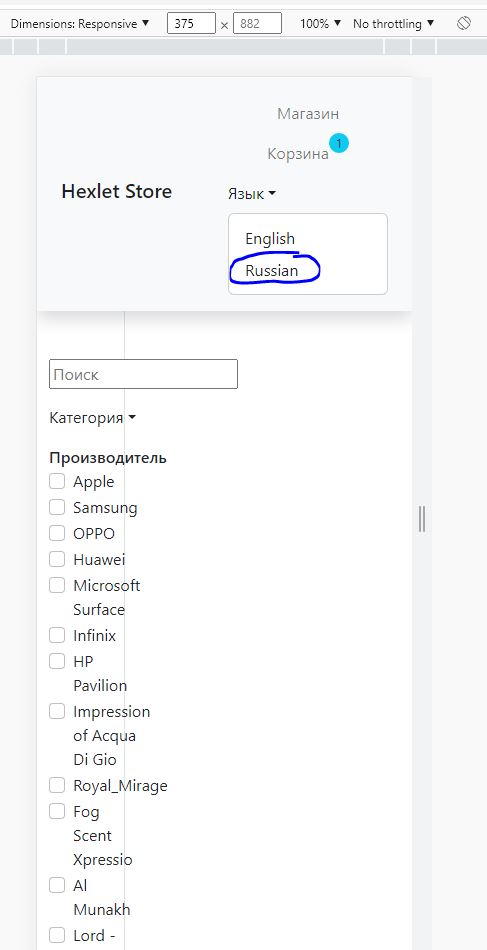 Dimensions: Responsive ▼ 375 × 882 100% ▼ No throttling ▼
Магазин
Корзина 1
Hexlet Store
Язык
English
Russian
Поиск
Категория
Производитель
Apple
Samsung
OPPO
Huawei
Microsoft
Surface
Infinix
HP
Pavilion
Impression
of Acqua
Di Gio
Royal_Mirage
Fog
Scent
Xpressio
Al
Munakh
Lord -